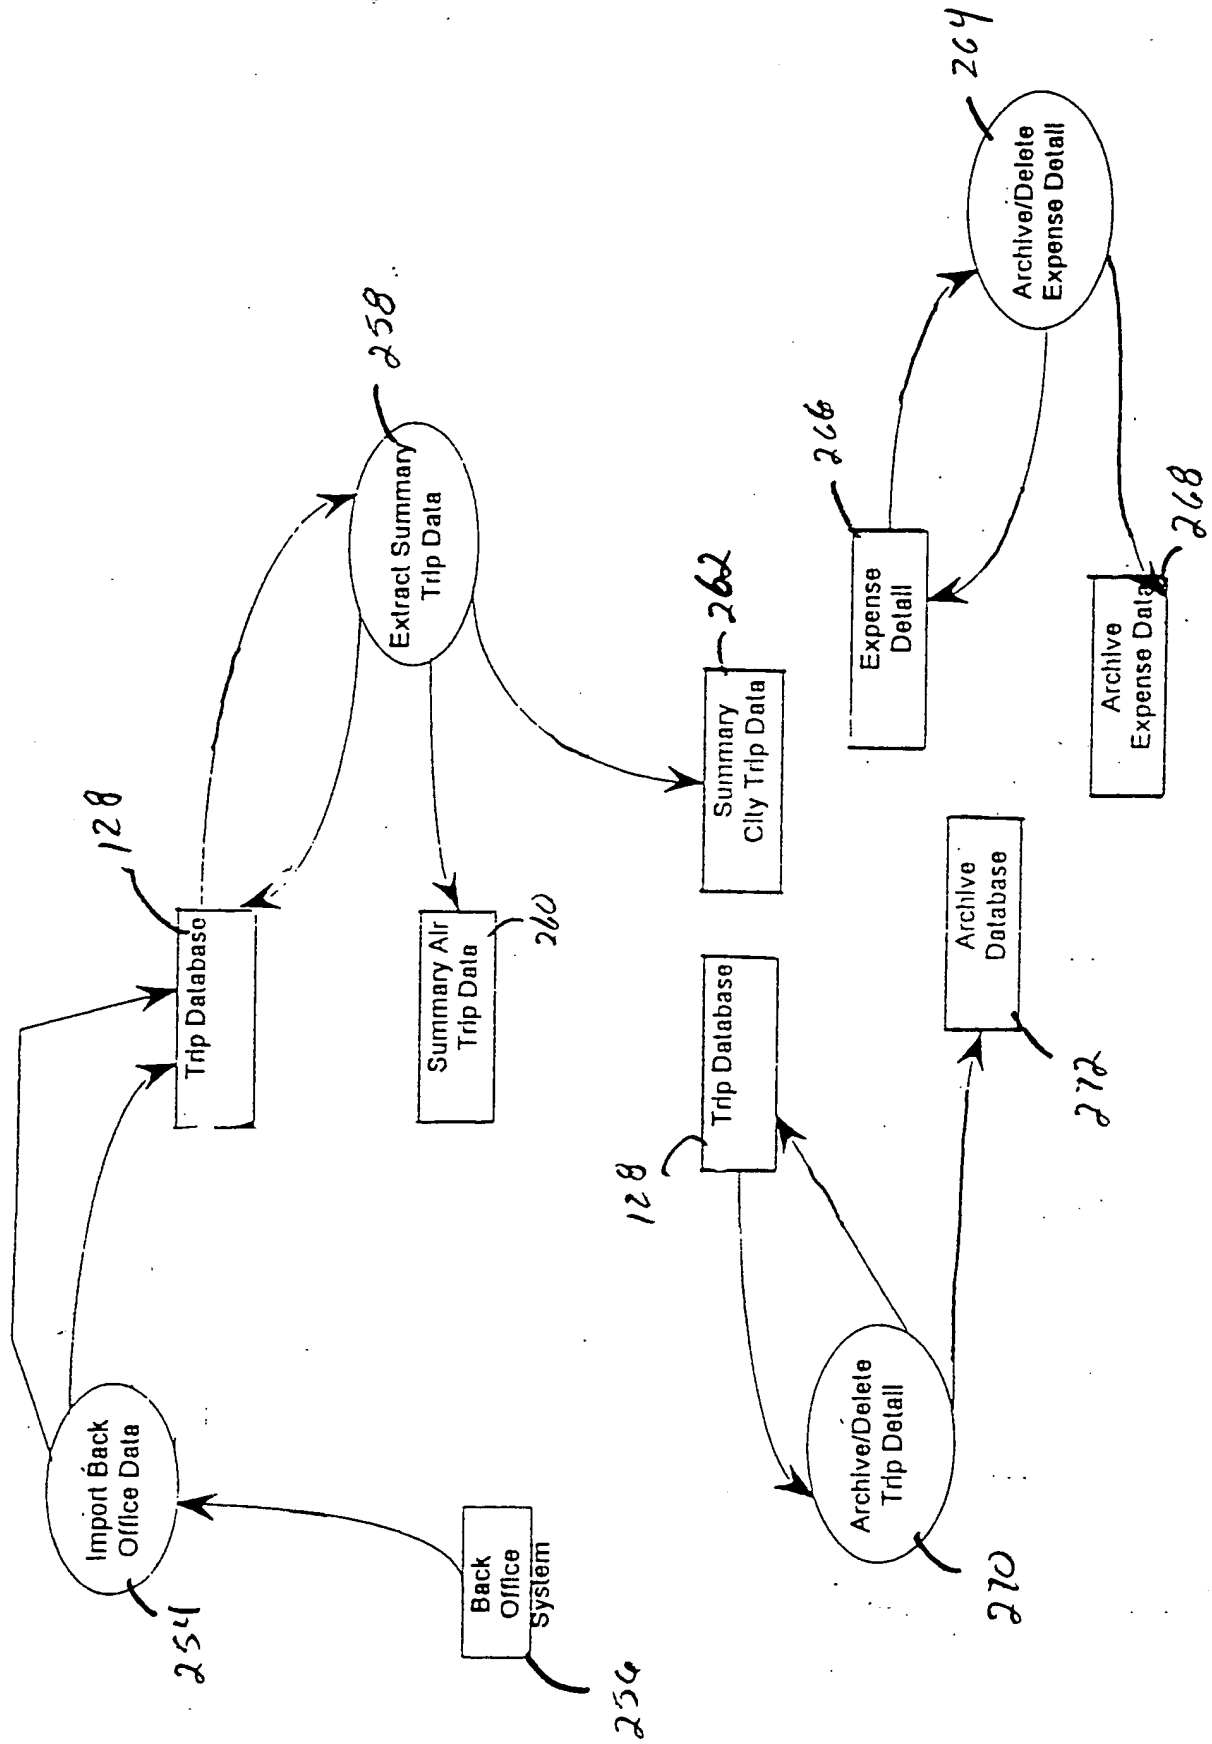 254
Import Back
Office Data
128
Trip Database
258
Extract Summary
Trip Data
256
Back
Office
System
Summary Air
Trip Data
260
262
Summary
City Trip Data
128
Trip Database
270
Archive/Delete
Trip Detail
272
Archive
Database
266
Expense
Detail
264
Archive/Delete
Expense Detail
268
Archive
Expense Data